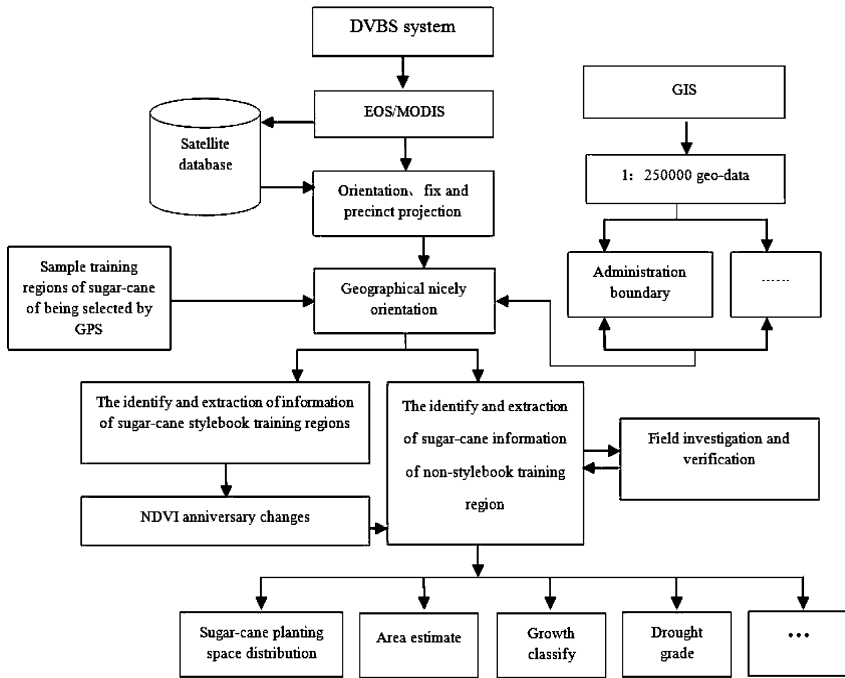 DVBS system
EOS/MODIS
GIS
Satellite
database
1：250000 geo-data
Orientation、fix and
precinct projection
Sample training
regions of sugar-cane
of being selected by
GPS
Geographical nicely
orientation
Administration
boundary
······
The identify and extraction of information
of sugar-cane stylebook training regions
The identify and extraction
of sugar-cane information
of non-stylebook training
region
Field investigation and
verification
NDVI anniversary changes
Sugar-cane planting
space distribution
Area estimate
Growth
classify
Drought
grade
···